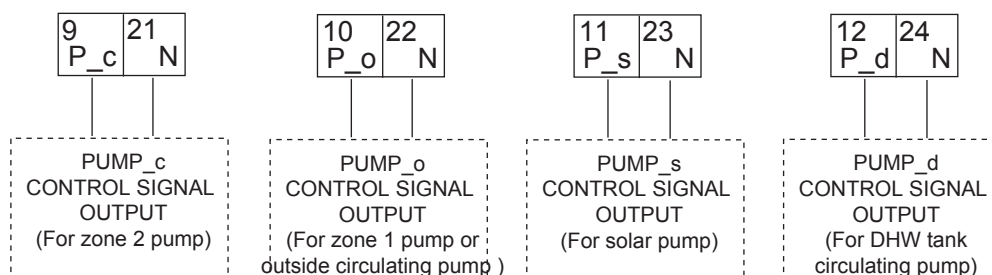 9 21
P_c N
PUMP_c
CONTROL SIGNAL
OUTPUT
(For zone 2 pump)
10 22
P_o N
PUMP_o
CONTROL SIGNAL
OUTPUT
(For zone 1 pump or
outside circulating pump )
11 23
P_s N
PUMP_s
CONTROL SIGNAL
OUTPUT
(For solar pump)
12 24
P_d N
PUMP_d
CONTROL SIGNAL
OUTPUT
(For DHW tank
circulating pump)